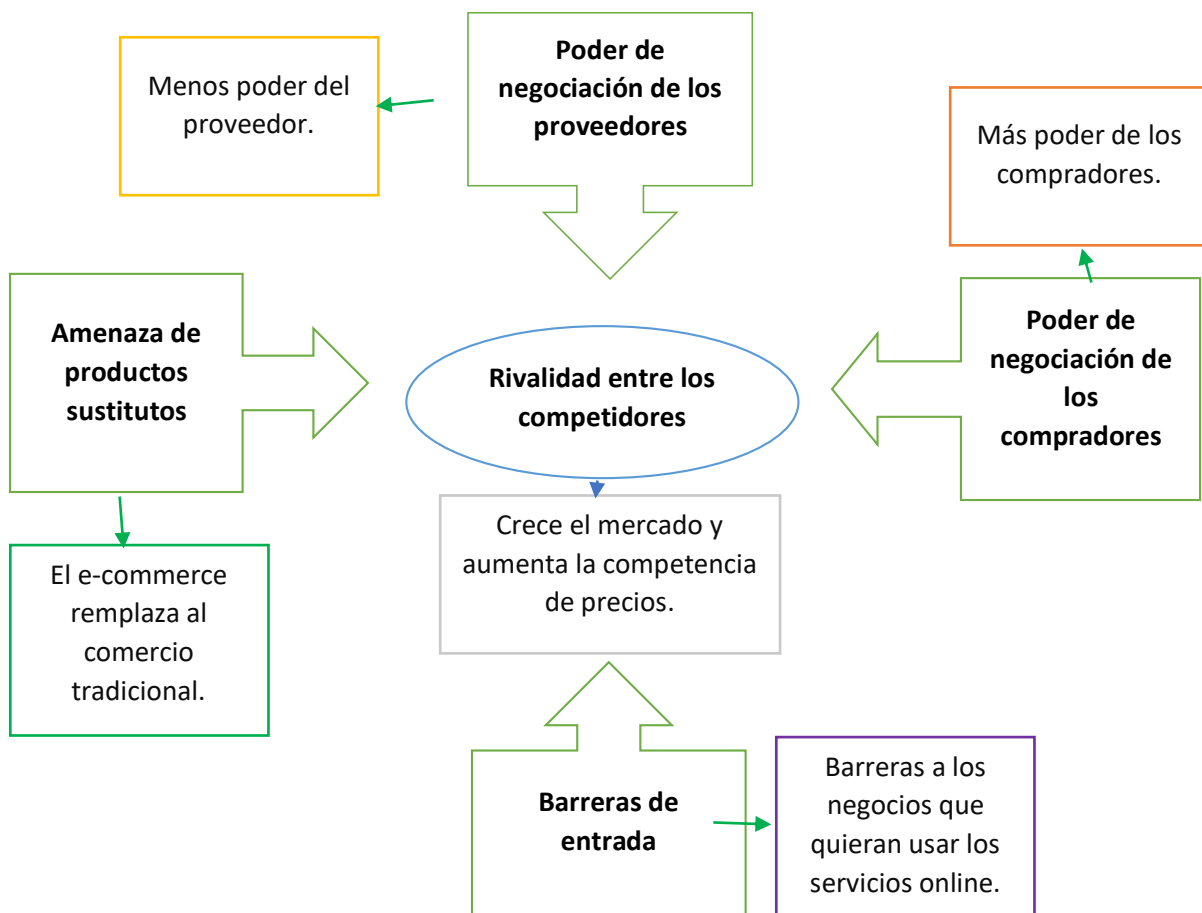 Poder de
negociación de los
proveedores
Menos poder del
proveedor.
Más poder de los
compradores.
Amenaza de
productos
sustitutos
Rivalidad entre los
competidores
Poder de
negociación de
los
compradores
Crece el mercado y
aumenta la competencia
de precios.
El e-commerce
remplaza al
comercio
tradicional.
Barreras de
entrada
Barreras a los
negocios que
quieran usar los
servicios online.